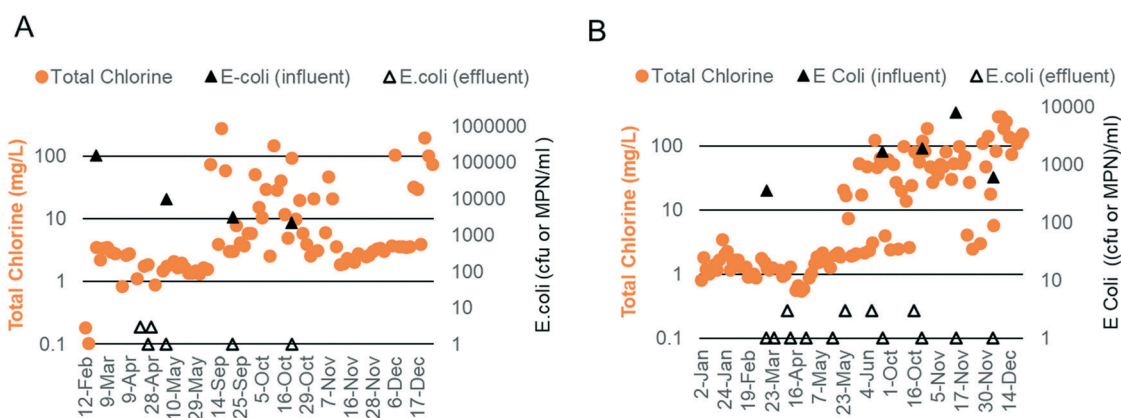 A
Total Chlorine E-coli (influent) E.coli (effluent)
Total Chlorine (mg/L)
100
10
1
0.1
1000000
100000
10000
1000
100
10
1
E.coli (cfu or MPN/ml )
12-Feb
9-Mar
9-Apr
28-Apr
10-May
29-May
14-Sep
25-Sep
5-Oct
16-Oct
29-Oct
7-Nov
16-Nov
28-Nov
6-Dec
17-Dec
B
Total Chlorine E Coli (influent) E.coli (effluent)
Total Chlorine (mg/L)
100
10
1
0.1
10000
1000
100
10
1
E Coli ((cfu or MPN)/ml)
2-Jan
24-Jan
19-Feb
23-Mar
16-Apr
7-May
23-May
4-Jun
1-Oct
16-Oct
5-Nov
17-Nov
30-Nov
14-Dec